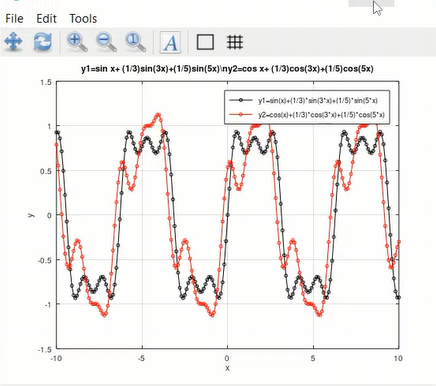 File Edit Tools
y1=sin x+ (1/3)sin(3x)+(1/5)sin(5x)\ny2=cos x+ (1/3)cos(3x)+(1/5)cos(5x)
y1=sin(x)+(1/3)*sin(3*x)+(1/5)*sin(5*x)
y2=cos(x)+(1/3)*cos(3*x)+(1/5)*cos(5*x)
1.5
1
0.5
y
0
-0.5
-1
-1.5
-10 -5 0 5 10
x